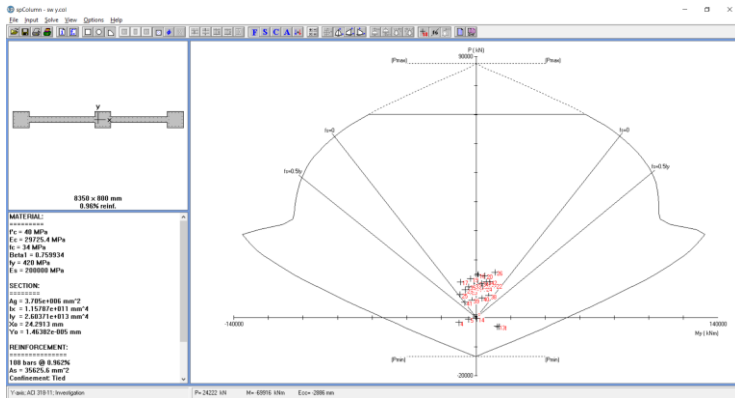 spColumn - sw y.col
File Input Solve View Options Help
F S C A
P ( kN)
90000
(Pmax)
(Pmax)
y
x
fs=0
fs=0
fs=0.5fy
fs=0.5fy
8350 x 800 mm
0.96% reinf.
MATERIAL:
=========
f'c = 40 MPa
Ec = 29725.4 MPa
fc = 34 MPa
Beta1 = 0.759934
fy = 420 MPa
Es = 200000 MPa
SECTION:
========
Ag = 3.705e+006 mm^2
Ix = 1.15787e+011 mm^4
Iy = 2.60371e+013 mm^4
Xo = 24.2913 mm
Yo = 1.46302e-005 mm
-140000
140000
My ( kNm)
REINFORCEMENT:
===============
108 bars @ 0.962%
As = 35625.6 mm^2
Confinement: Tied
(Pmin)
(Pmin)
-20000
Y-axis; ACI 318-11; Investigation
P= 24222 kN M= -69916 kNm Ecc= -2886 mm